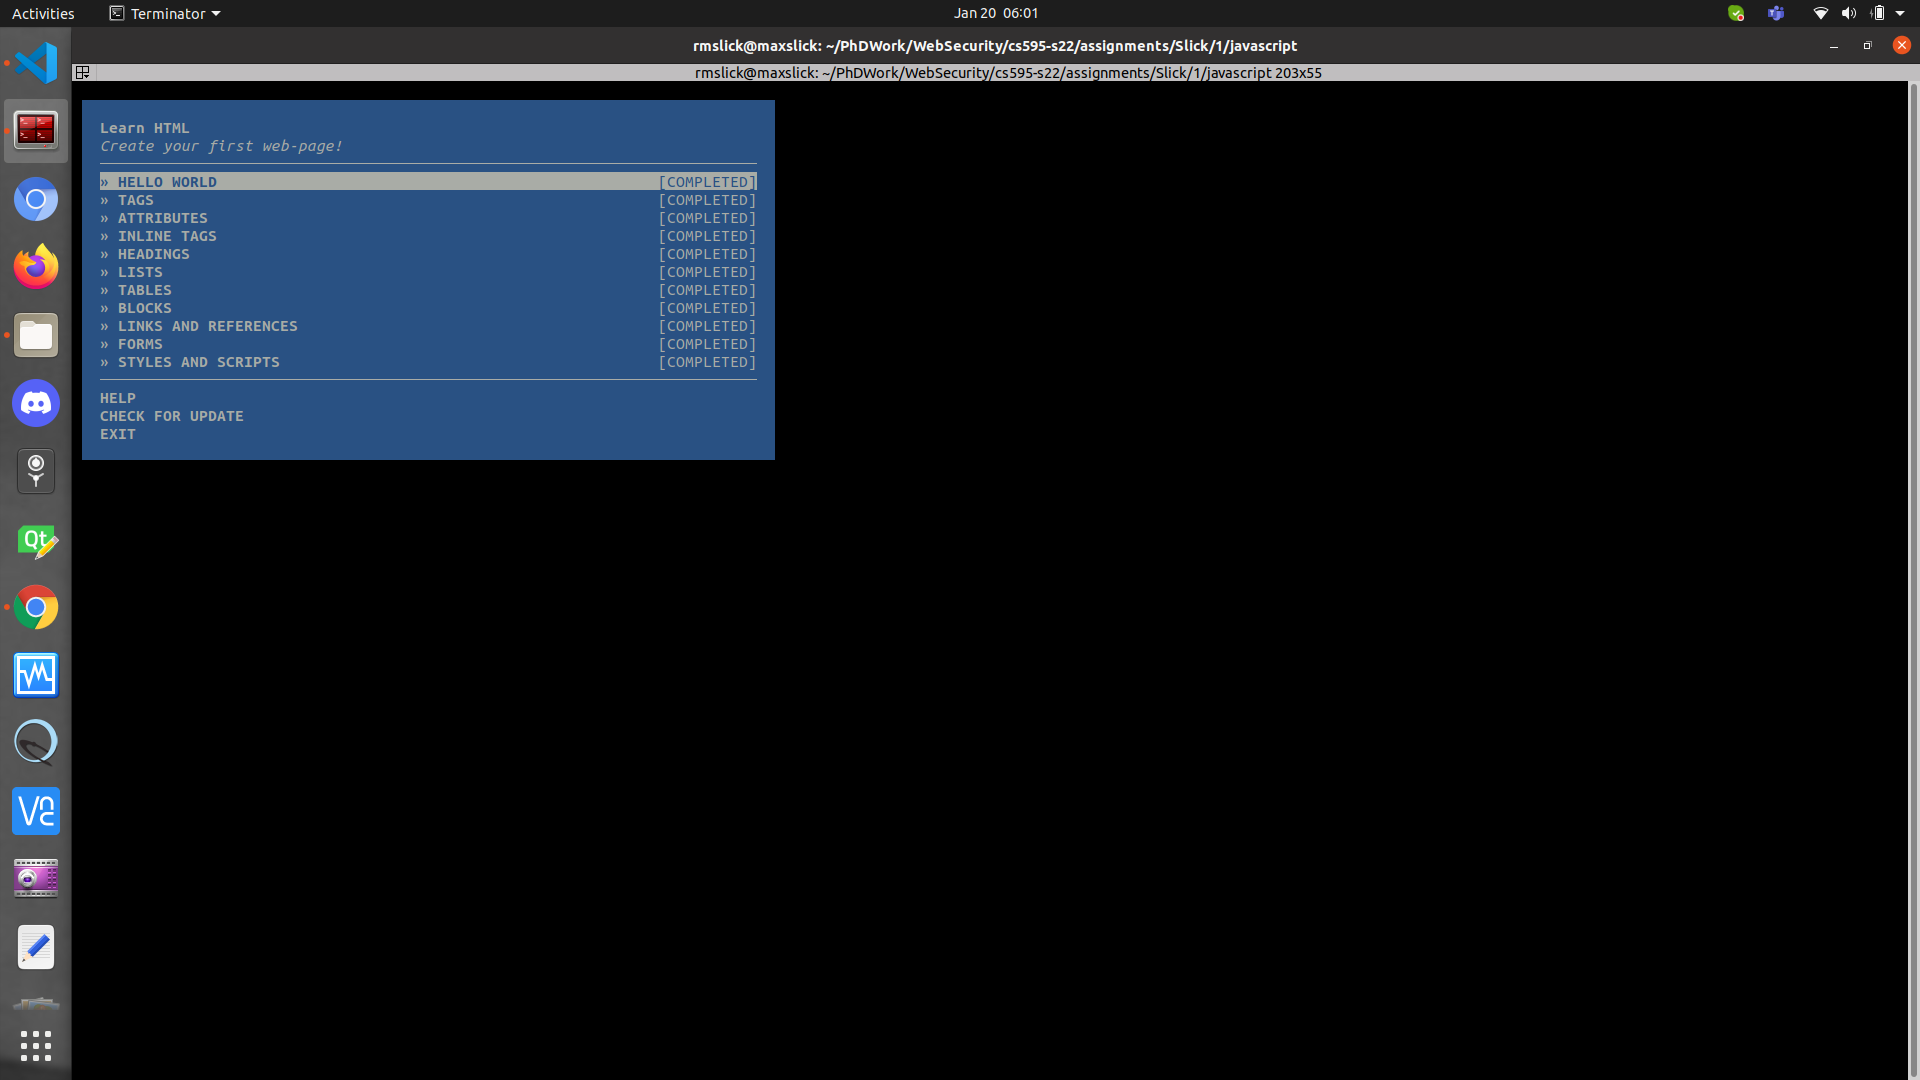 Activities
Terminator
Jan 20 06:01
rmslick@maxslick: ~/PhDWork/WebSecurity/cs595-s22/assignments/Slick/1/javascript
rmslick@maxslick: ~/PhDWork/WebSecurity/cs595-s22/assignments/Slick/1/javascript 203x55
Learn HTML
Create your first web-page!
» HELLO WORLD [COMPLETED]
» TAGS [COMPLETED]
» ATTRIBUTES [COMPLETED]
» INLINE TAGS [COMPLETED]
» HEADINGS [COMPLETED]
» LISTS [COMPLETED]
» TABLES [COMPLETED]
» BLOCKS [COMPLETED]
» LINKS AND REFERENCES [COMPLETED]
» FORMS [COMPLETED]
» STYLES AND SCRIPTS [COMPLETED]
HELP
CHECK FOR UPDATE
EXIT
Qt